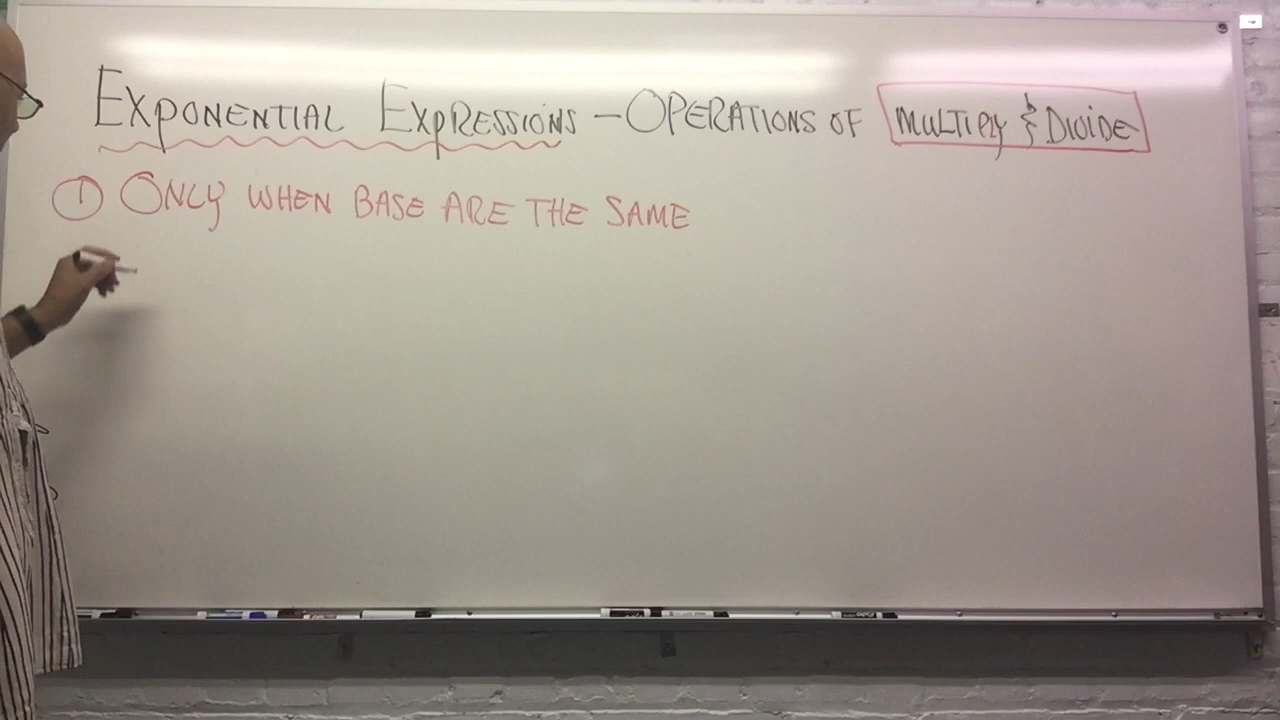 EXPONENTIAL EXPRESSIONS – OPERATIONS OF MULTIPLY & DIVIDE
① ONLY WHEN BASE ARE THE SAME